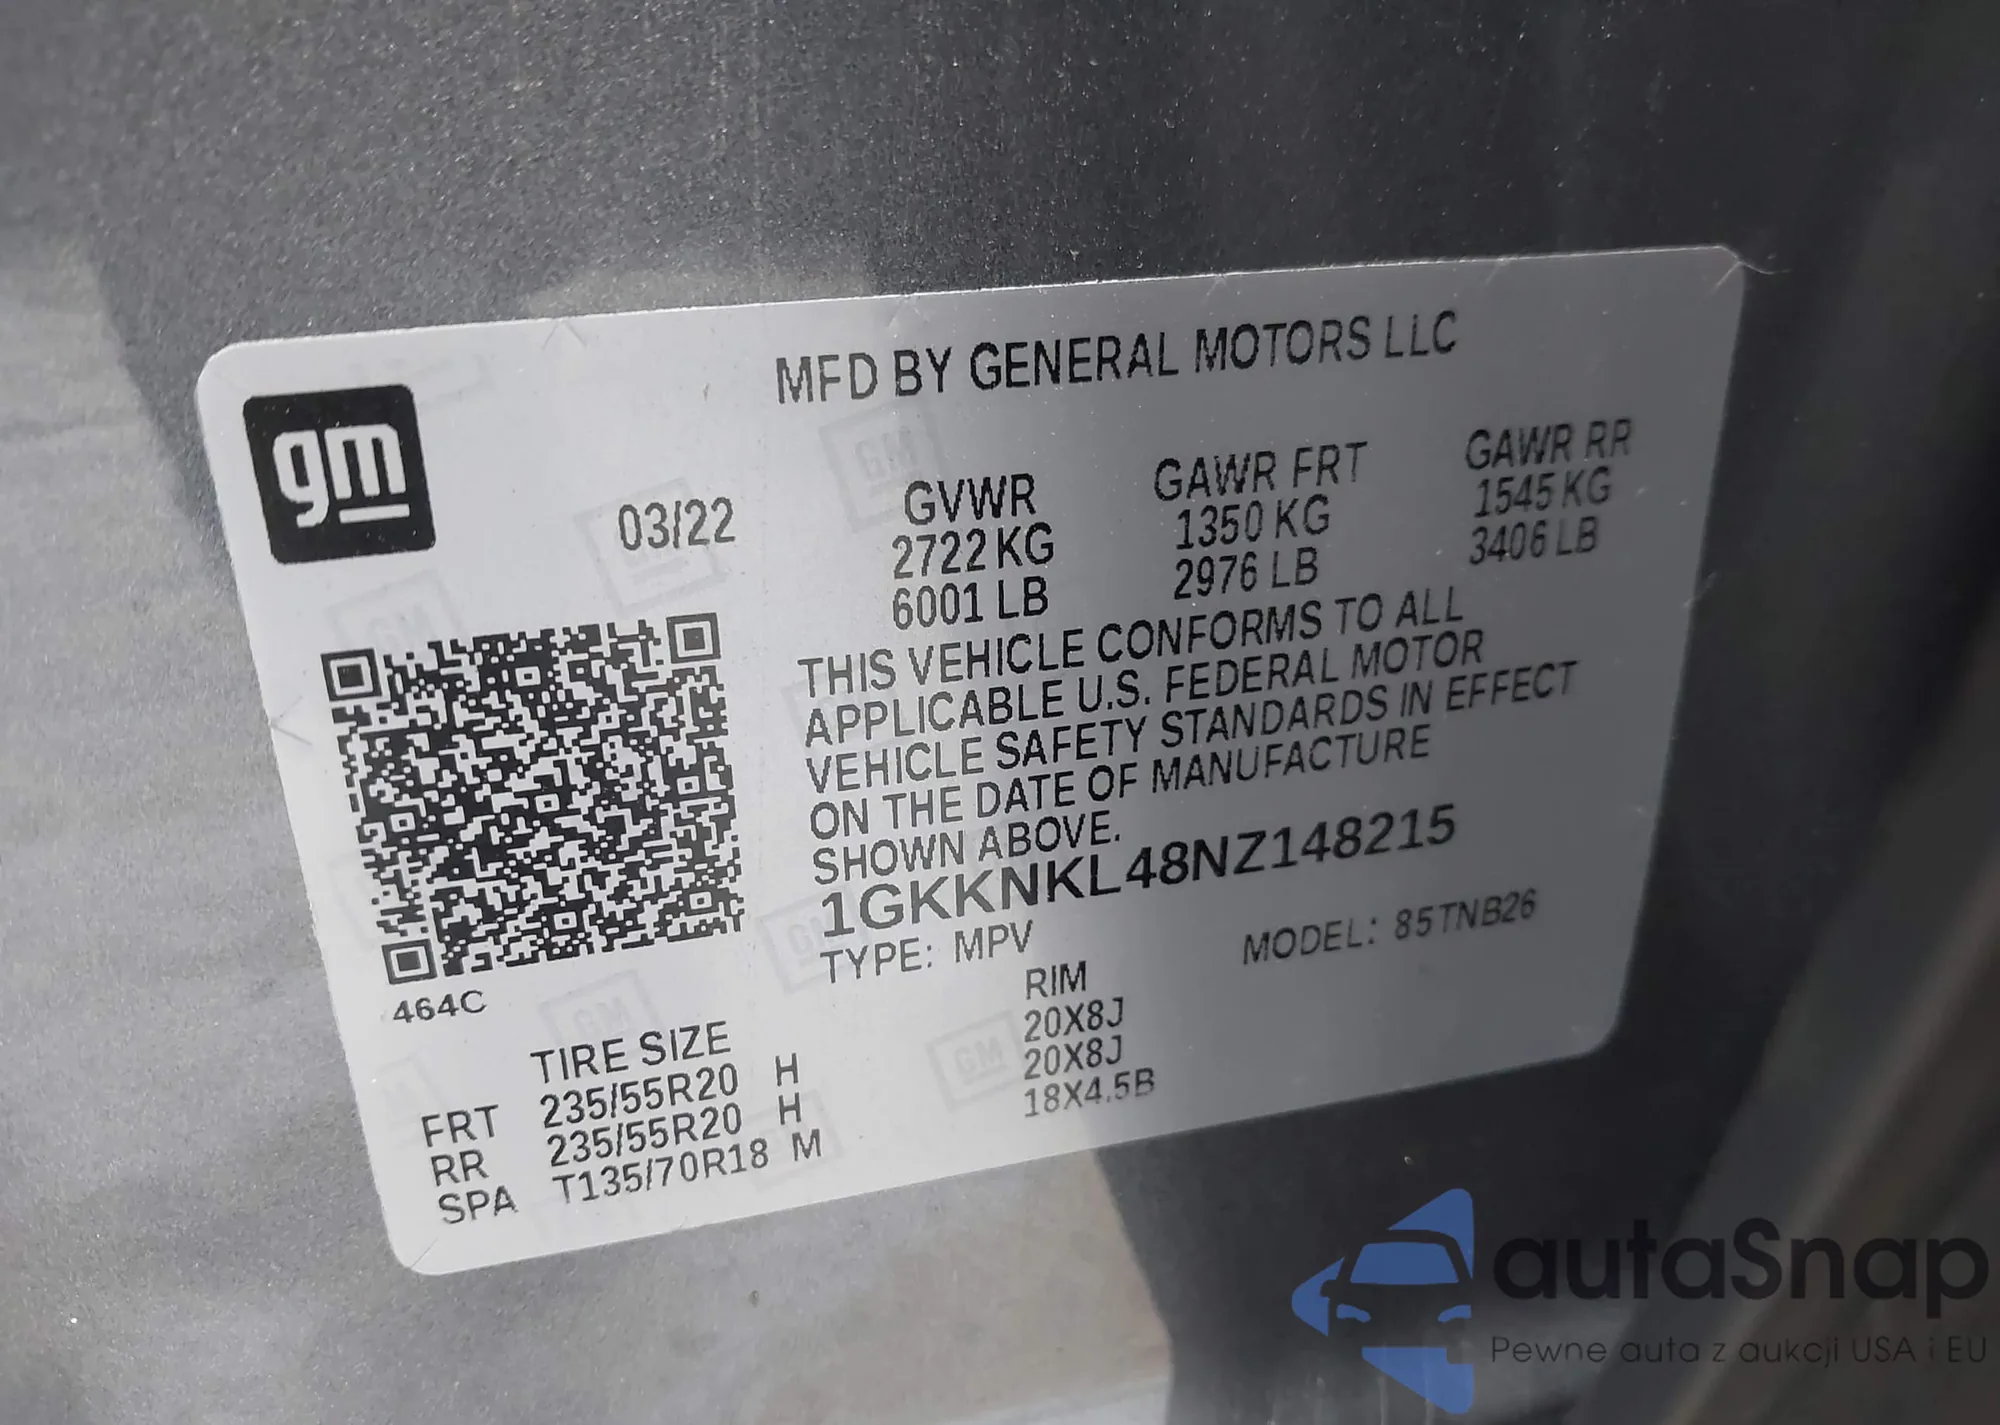 MFD BY GENERAL MOTORS LLC
gm
03/22
GVWR GAWR FRT GAWR RR
2722 KG 1350 KG 1545 KG
6001 LB 2976 LB 3406 LB
THIS VEHICLE CONFORMS TO ALL
APPLICABLE U.S. FEDERAL MOTOR
VEHICLE SAFETY STANDARDS IN EFFECT
ON THE DATE OF MANUFACTURE
SHOWN ABOVE.
1GKKNKL48NZ148215
TYPE: MPV MODEL: 85TNB26
464C
TIRE SIZE RIM
FRT 235/55R20 H 20X8J
RR 235/55R20 H 20X8J
SPA T135/70R18 M 18X4.5B
autaSnap
Pewne auta z aukcji USA i EU